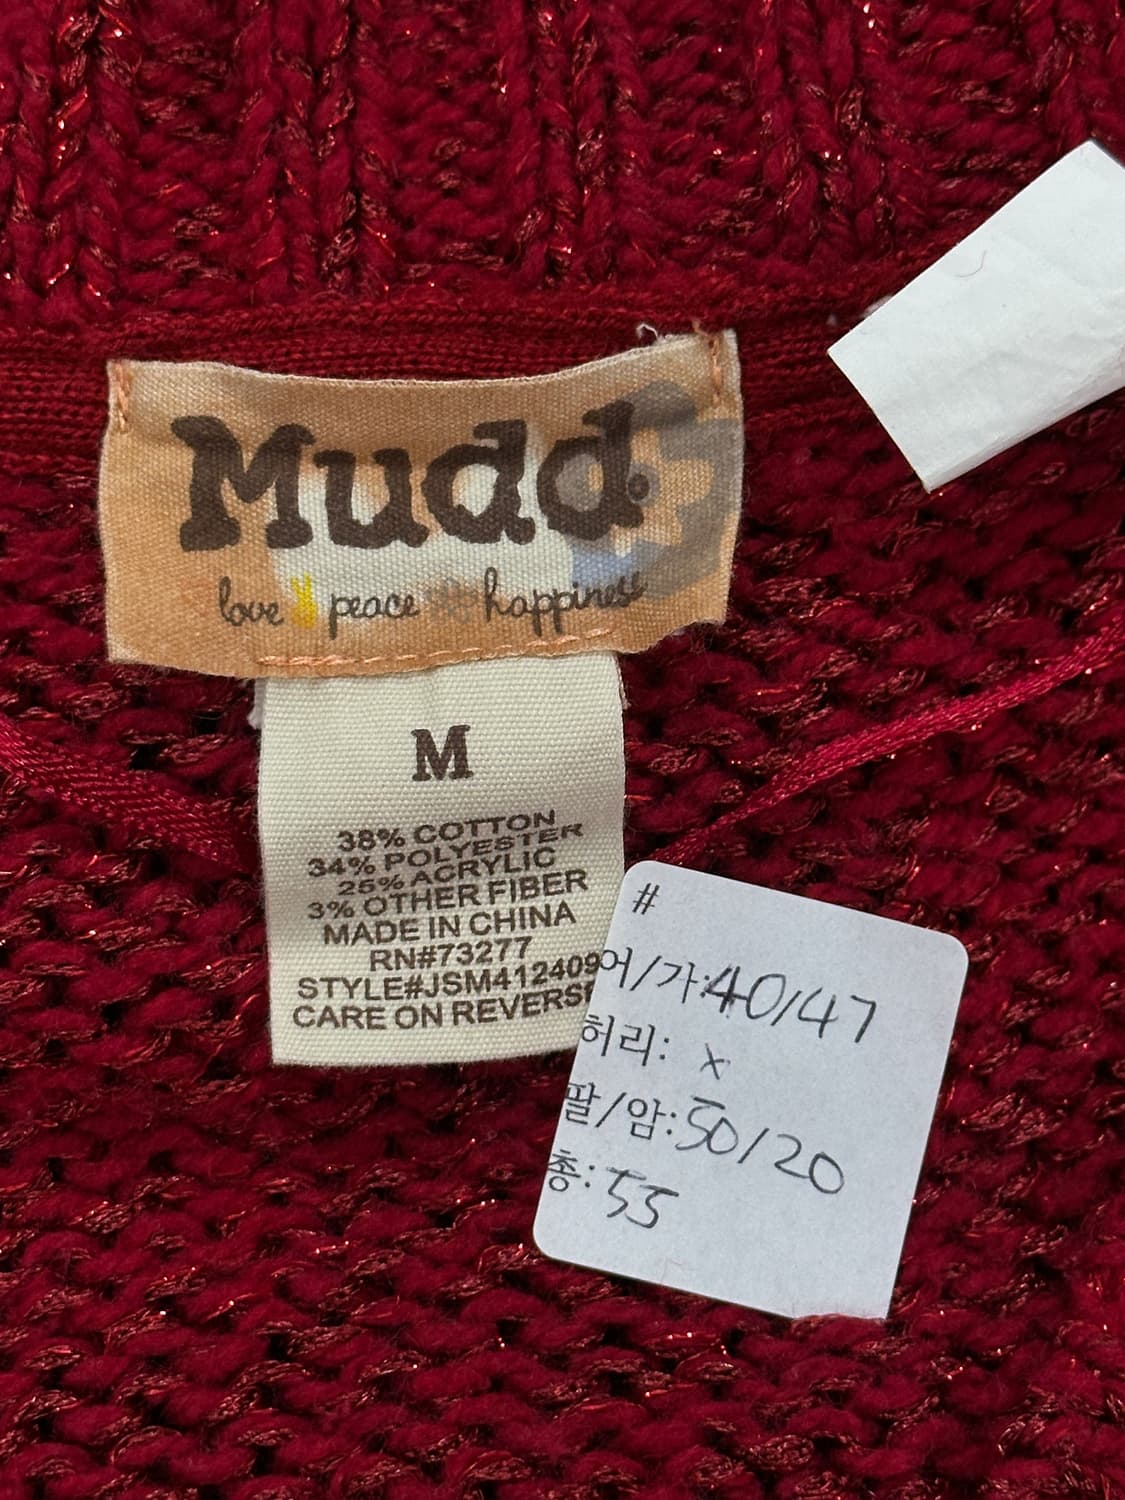 Mudd
love peace happiness
M
38% COTTON
34% POLYESTER
25% ACRYLIC
3% OTHER FIBER
MADE IN CHINA
RN#73277
STYLE#JSM412409
CARE ON REVERSE
#
어/가:40/47
허리: x
팔/암:50/20
총:55